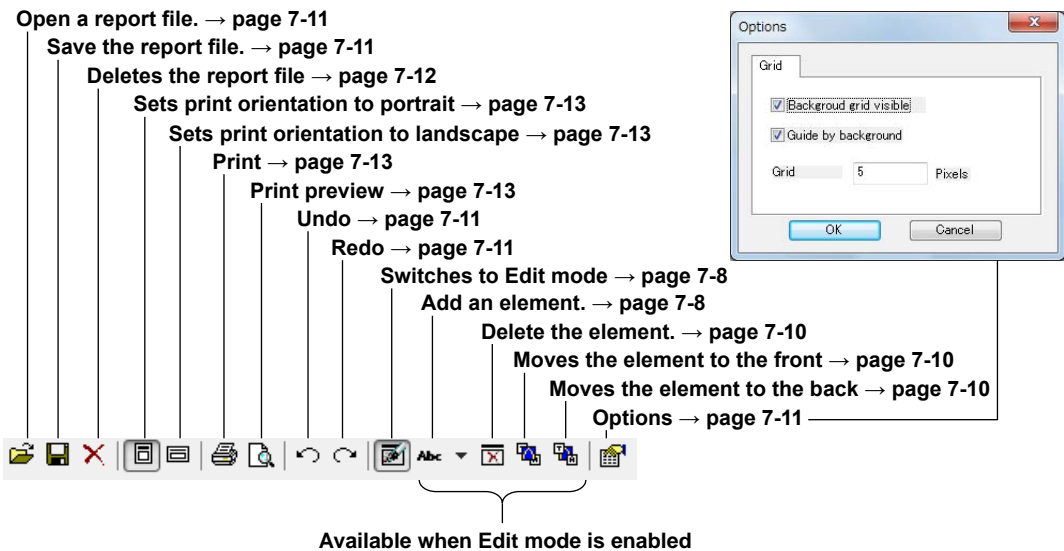 Open a report file. → page 7-11
Save the report file. → page 7-11
Deletes the report file → page 7-12
Sets print orientation to portrait → page 7-13
Sets print orientation to landscape → page 7-13
Print → page 7-13
Print preview → page 7-13
Undo → page 7-11
Redo → page 7-11
Switches to Edit mode → page 7-8
Add an element. → page 7-8
Delete the element. → page 7-10
Moves the element to the front → page 7-10
Moves the element to the back → page 7-10
Options → page 7-11
Options
Grid
Backgroud grid visible
Guide by background
Grid 5 Pixels
OK Cancel
Abc
Available when Edit mode is enabled